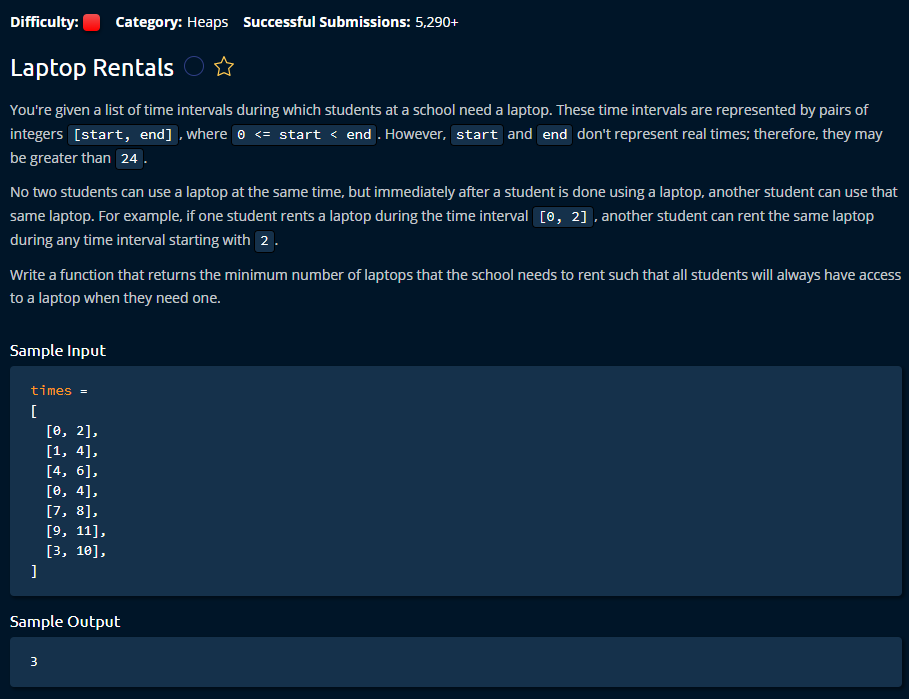 Difficulty: Category: Heaps Successful Submissions: 5,290+
Laptop Rentals
You're given a list of time intervals during which students at a school need a laptop. These time intervals are represented by pairs of
integers [start, end] , where 0 <= start < end . However, start and end don't represent real times; therefore, they may
be greater than 24 .
No two students can use a laptop at the same time, but immediately after a student is done using a laptop, another student can use that
same laptop. For example, if one student rents a laptop during the time interval [0, 2] , another student can rent the same laptop
during any time interval starting with 2 .
Write a function that returns the minimum number of laptops that the school needs to rent such that all students will always have access
to a laptop when they need one.
Sample Input
times =
[
[0, 2],
[1, 4],
[4, 6],
[0, 4],
[7, 8],
[9, 11],
[3, 10],
]
Sample Output
3